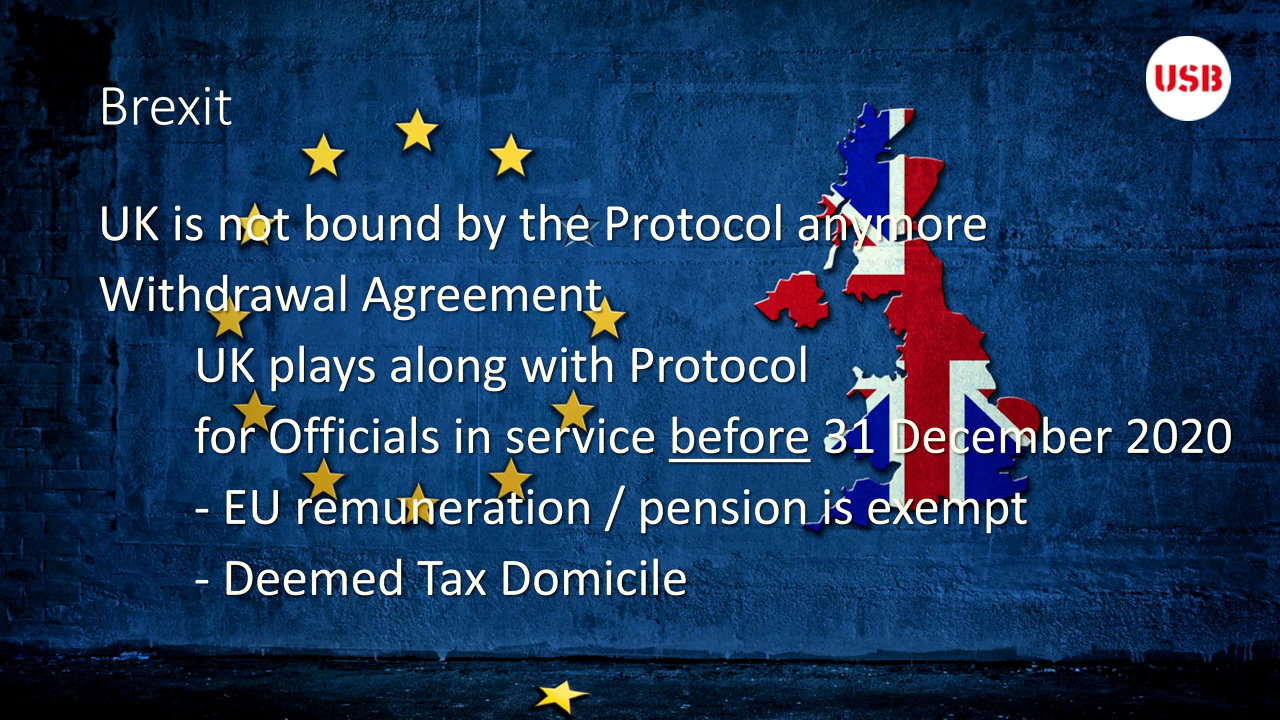 USB
Brexit
UK is not bound by the Protocol anymore
Withdrawal Agreement
UK plays along with Protocol
for Officials in service before 31 December 2020
- EU remuneration / pension is exempt
- Deemed Tax Domicile